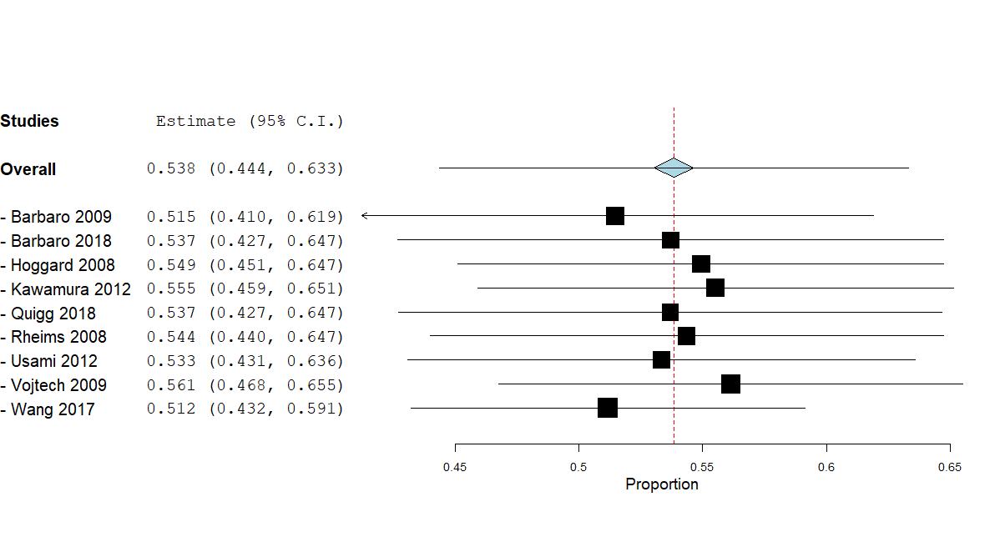 Studies Estimate (95% C.I.)
Overall 0.538 (0.444, 0.633)
- Barbaro 2009 0.515 (0.410, 0.619)
- Barbaro 2018 0.537 (0.427, 0.647)
- Hoggard 2008 0.549 (0.451, 0.647)
- Kawamura 2012 0.555 (0.459, 0.651)
- Quigg 2018 0.537 (0.427, 0.647)
- Rheims 2008 0.544 (0.440, 0.647)
- Usami 2012 0.533 (0.431, 0.636)
- Vojtech 2009 0.561 (0.468, 0.655)
- Wang 2017 0.512 (0.432, 0.591)
0.45 0.5 0.55 0.6 0.65
Proportion